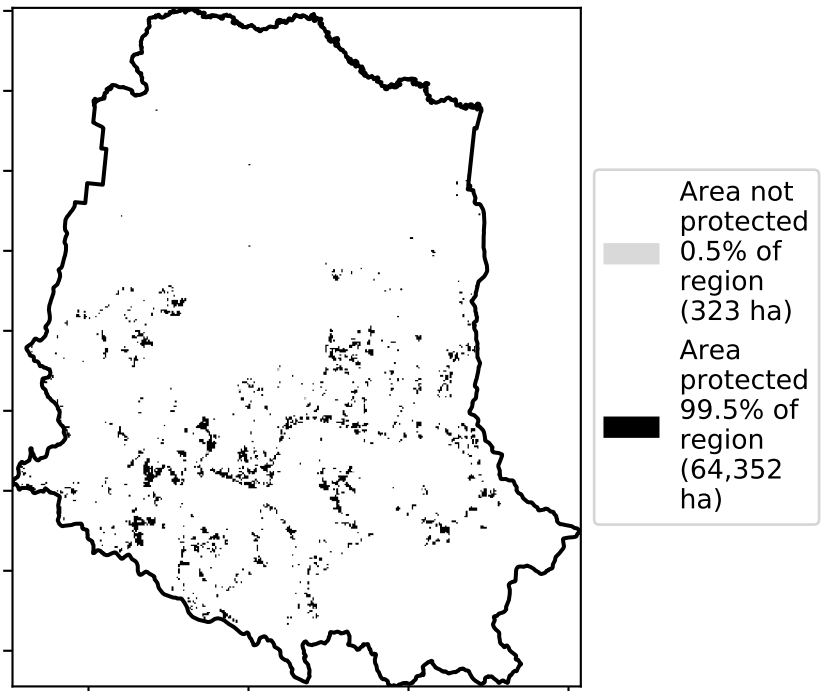 Area not
protected
0.5% of
region
(323 ha)
Area
protected
99.5% of
region
(64,352
ha)